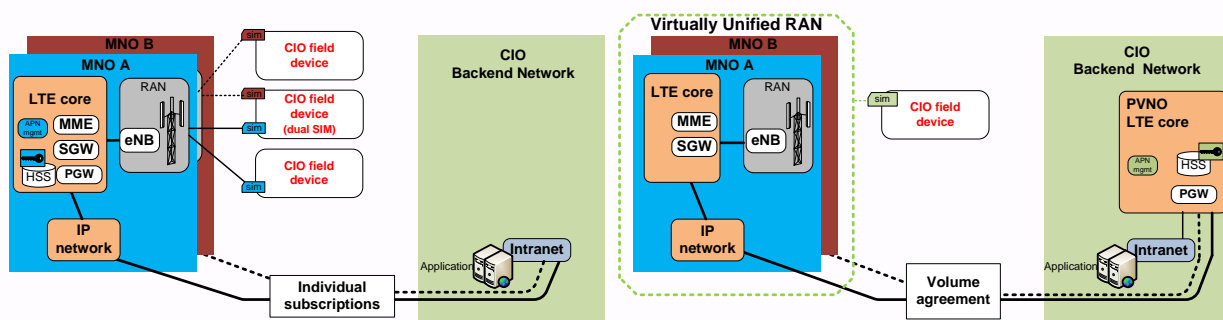 MNO B
MNO A
LTE core
APN
mgmt
MME
SGW
PGW
HSS
RAN
eNB
IP
network
sim
CIO field
device
sim
sim
CIO field
device
(dual SIM)
sim
CIO field
device
CIO
Backend Network
Application
Intranet
Individual
subscriptions
Virtually Unified RAN
MNO B
MNO A
LTE core
MME
SGW
RAN
eNB
IP
network
sim
CIO field
device
CIO
Backend Network
PVNO
LTE core
APN
mgmt
HSS
PGW
Application
Intranet
Volume
agreement